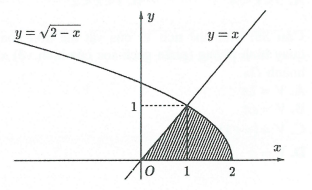 y
y = √(2 − x)
y = x
1
x
O 1 2